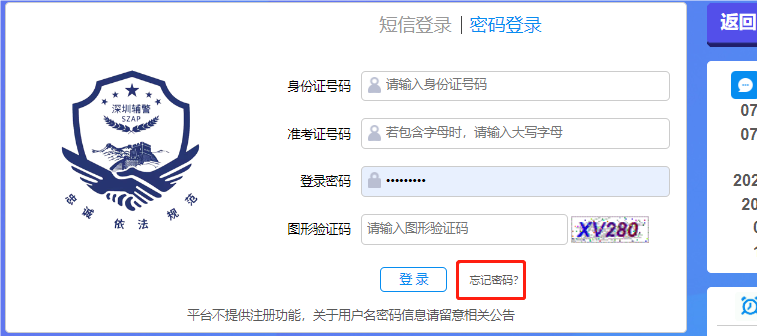 短信登录 | 密码登录
返回
深圳辅警
SZAP
忠诚 依法 规范
身份证号码 请输入身份证号码
07
准考证号码 若包含字母时，请输入大写字母
07
登录密码 •••••••••
202
20
图形验证码 请输入图形验证码 XV280
登 录 忘记密码?
平台不提供注册功能，关于用户名密码信息请留意相关公告